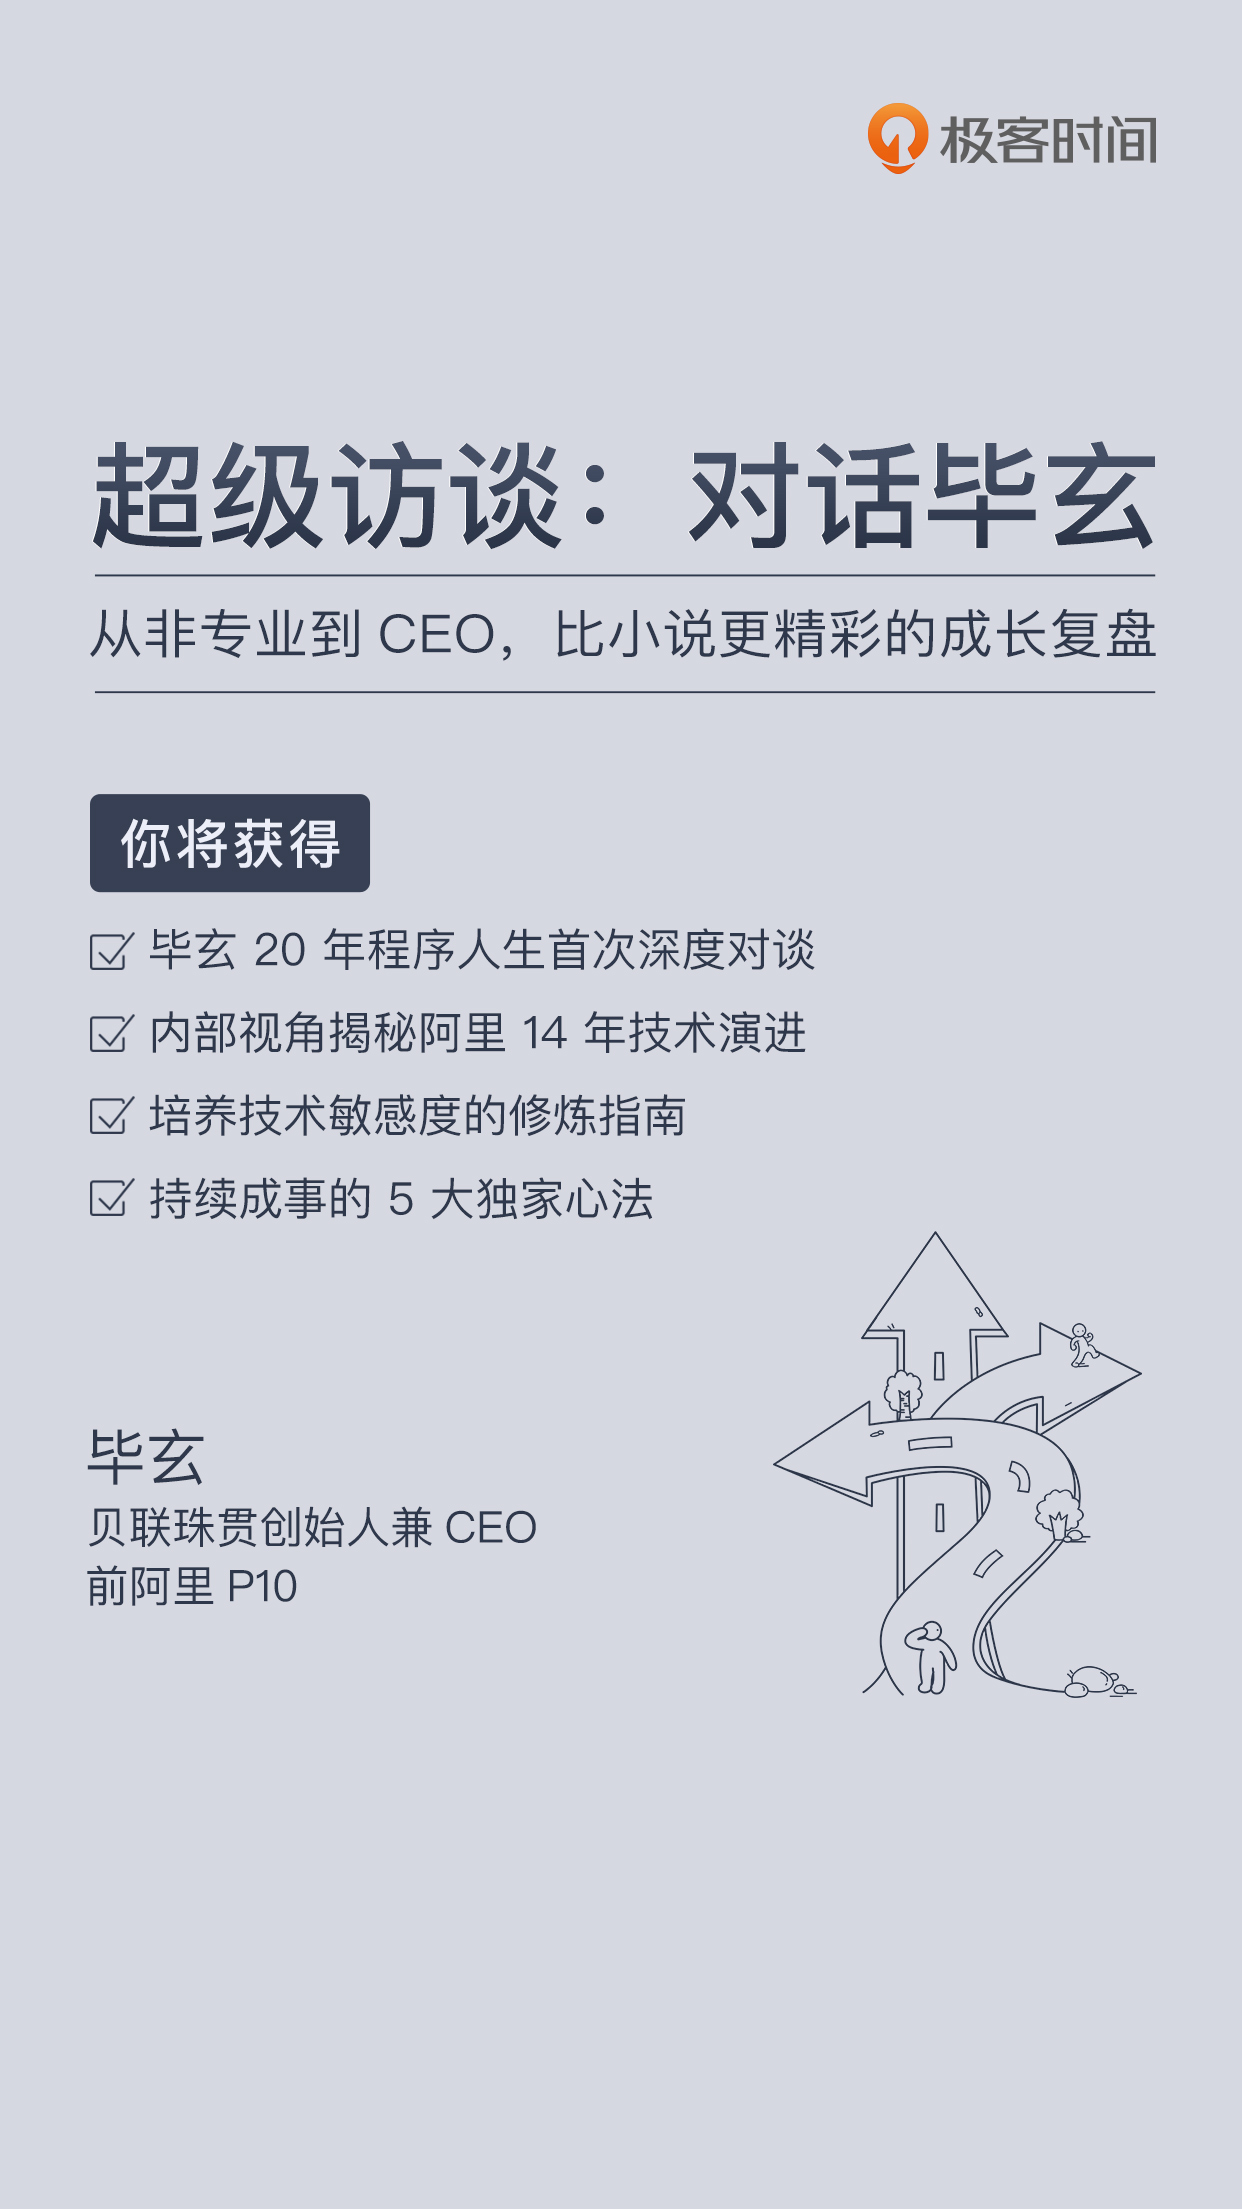 极客时间
超级访谈：对话毕玄
从非专业到 CEO，比小说更精彩的成长复盘
你将获得
毕玄 20 年程序人生首次深度对谈
内部视角揭秘阿里 14 年技术演进
培养技术敏感度的修炼指南
持续成事的 5 大独家心法
毕玄
贝联珠贯创始人兼 CEO
前阿里 P10